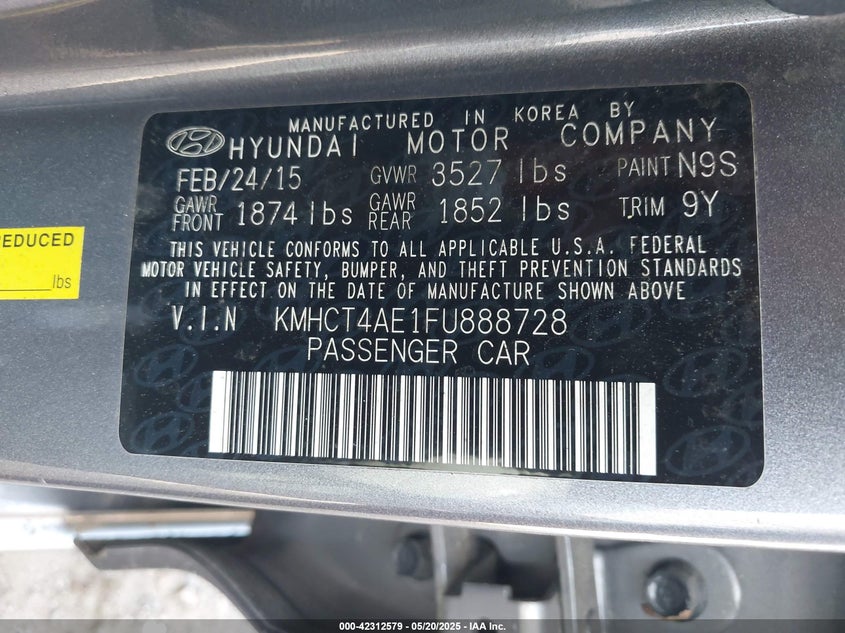 MANUFACTURED IN KOREA BY
HYUNDAI MOTOR COMPANY
FEB/24/15 GVWR 3527 lbs PAINT N9S
GAWR FRONT 1874 lbs GAWR REAR 1852 lbs TRIM 9Y
THIS VEHICLE CONFORMS TO ALL APPLICABLE U.S.A. FEDERAL
MOTOR VEHICLE SAFETY, BUMPER, AND THEFT PREVENTION STANDARDS
IN EFFECT ON THE DATE OF MANUFACTURE SHOWN ABOVE
V.I.N KMHCT4AE1FU888728
PASSENGER CAR
REDUCED
lbs
000-42312579 / 05/20/2025 / IAA Inc.